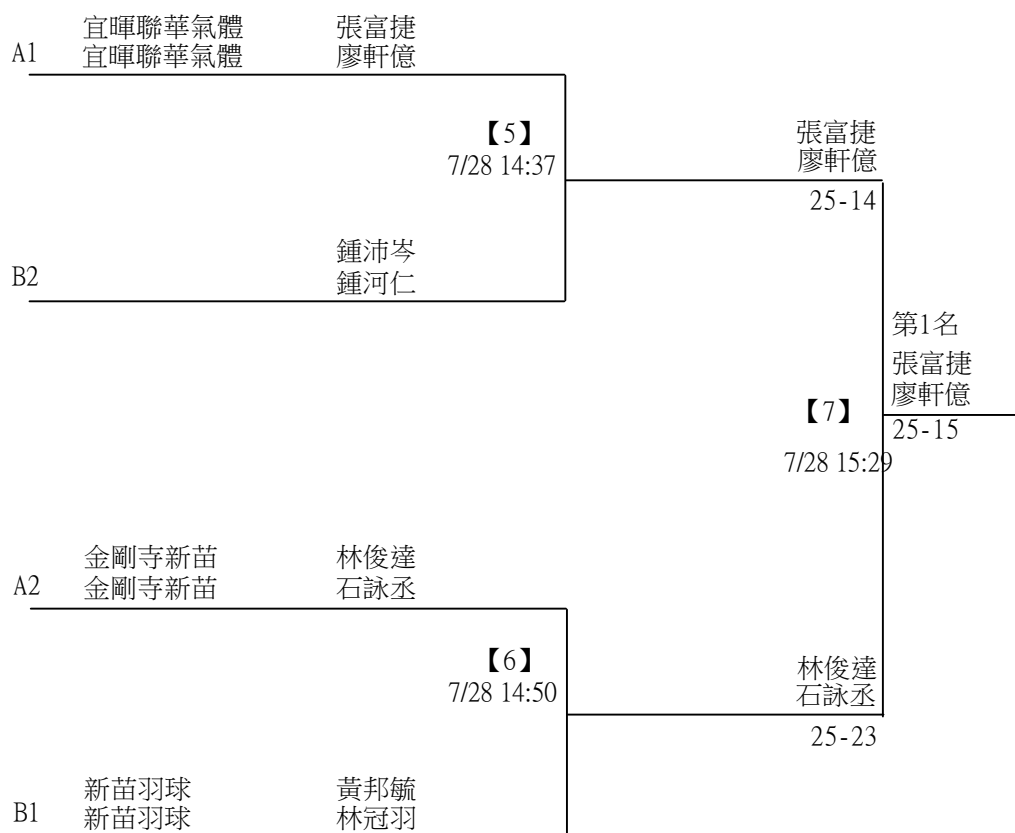 宜暉聯華氣體 張富捷
A1 宜暉聯華氣體 廖軒億
【5】
7/28 14:37
張富捷
廖軒億
25-14
鍾沛岑
B2 鍾河仁
第1名
張富捷
廖軒億
【7】
25-15
7/28 15:29
金剛寺新苗 林俊達
A2 金剛寺新苗 石詠丞
【6】
7/28 14:50
林俊達
石詠丞
25-23
新苗羽球 黃邦毓
B1 新苗羽球 林冠羽